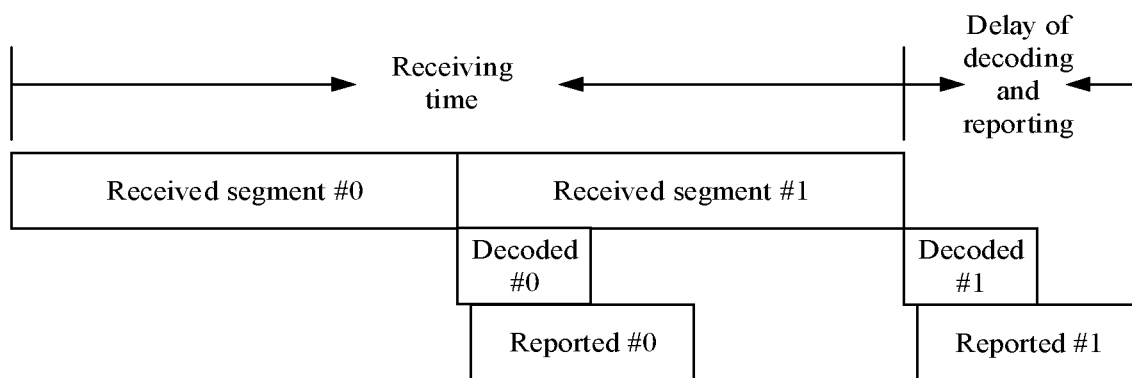 Receiving
time
Delay of
decoding
and
reporting
Received segment #0
Received segment #1
Decoded
#0
Decoded
#1
Reported #0
Reported #1